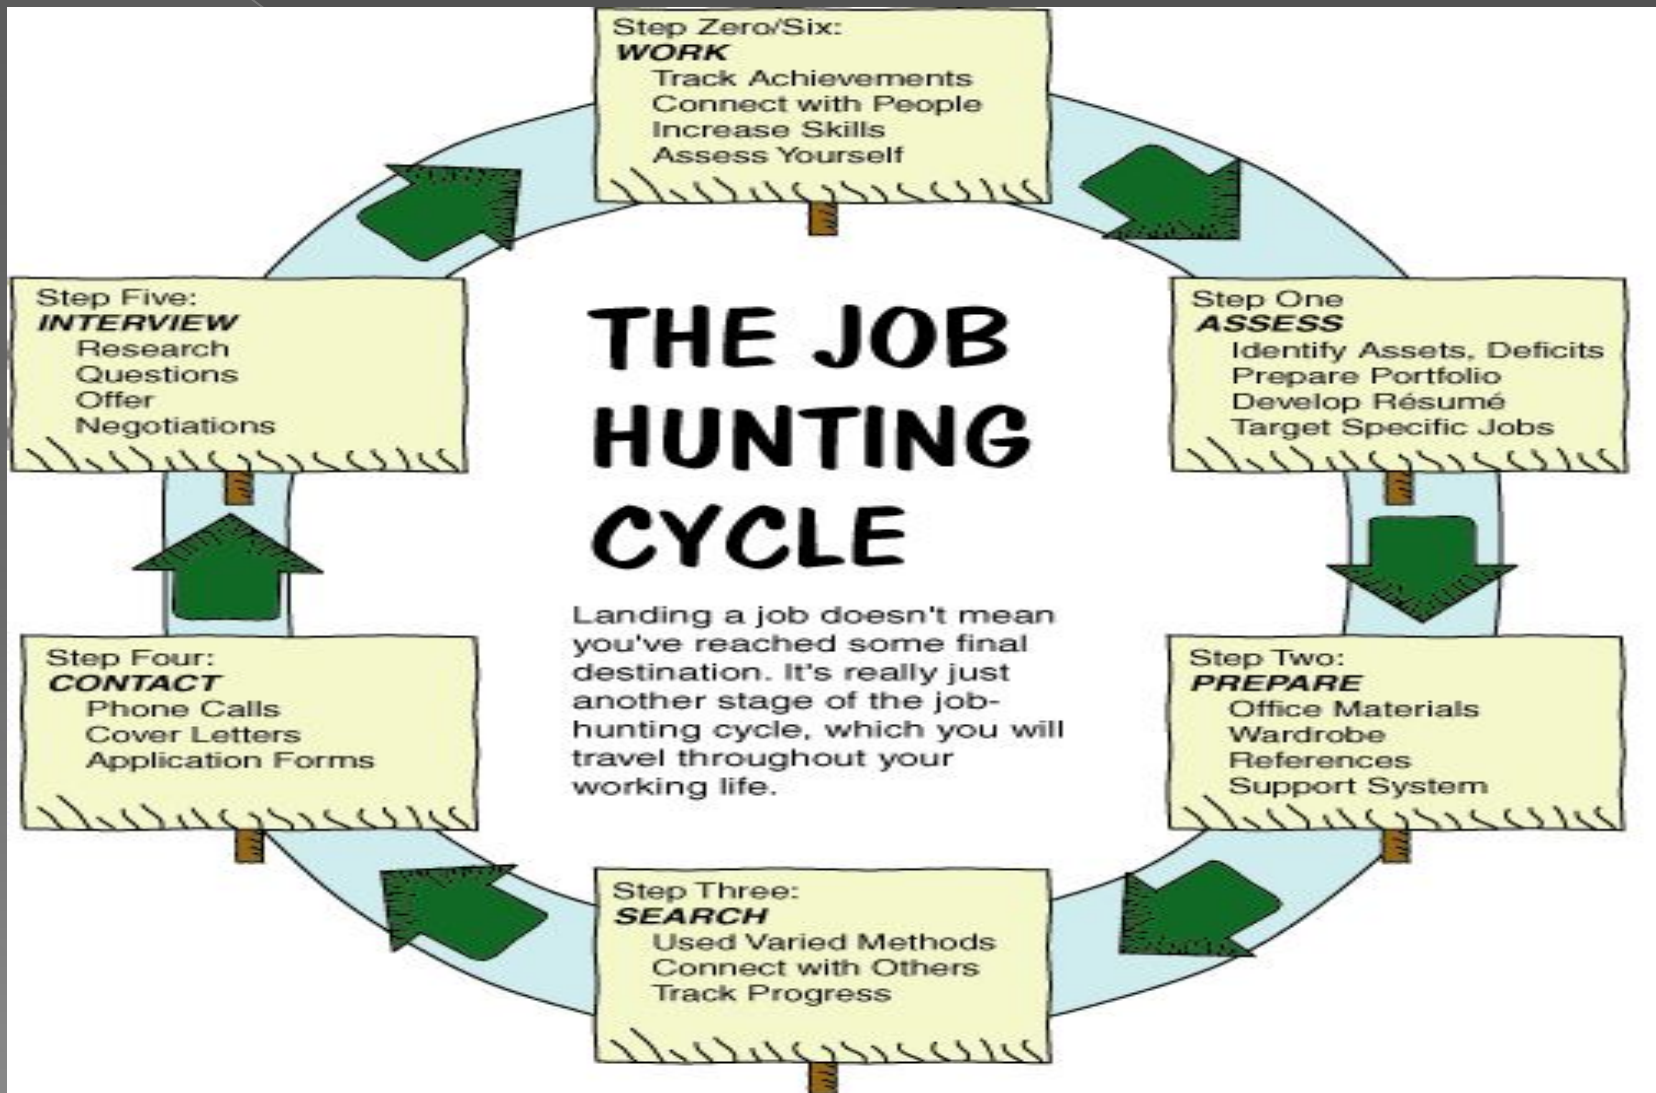 Step Zero/Six:
WORK
Track Achievements
Connect with People
Increase Skills
Assess Yourself
Step One
ASSESS
Identify Assets, Deficits
Prepare Portfolio
Develop Résumé
Target Specific Jobs
Step Two:
PREPARE
Office Materials
Wardrobe
References
Support System
Step Three:
SEARCH
Used Varied Methods
Connect with Others
Track Progress
Step Four:
CONTACT
Phone Calls
Cover Letters
Application Forms
Step Five:
INTERVIEW
Research
Questions
Offer
Negotiations
THE JOB
HUNTING
CYCLE
Landing a job doesn't mean
you've reached some final
destination. It's really just
another stage of the job-
hunting cycle, which you will
travel throughout your
working life.